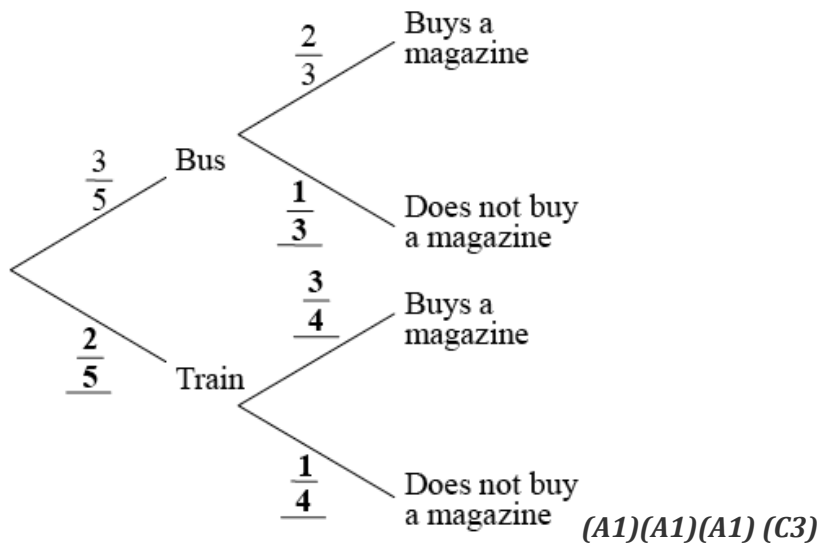 Buys a
magazine
2/3
Bus
3/5
1/3
Does not buy
a magazine
3/4
Buys a
magazine
2/5
Train
1/4
Does not buy
a magazine
(A1)(A1)(A1) (C3)